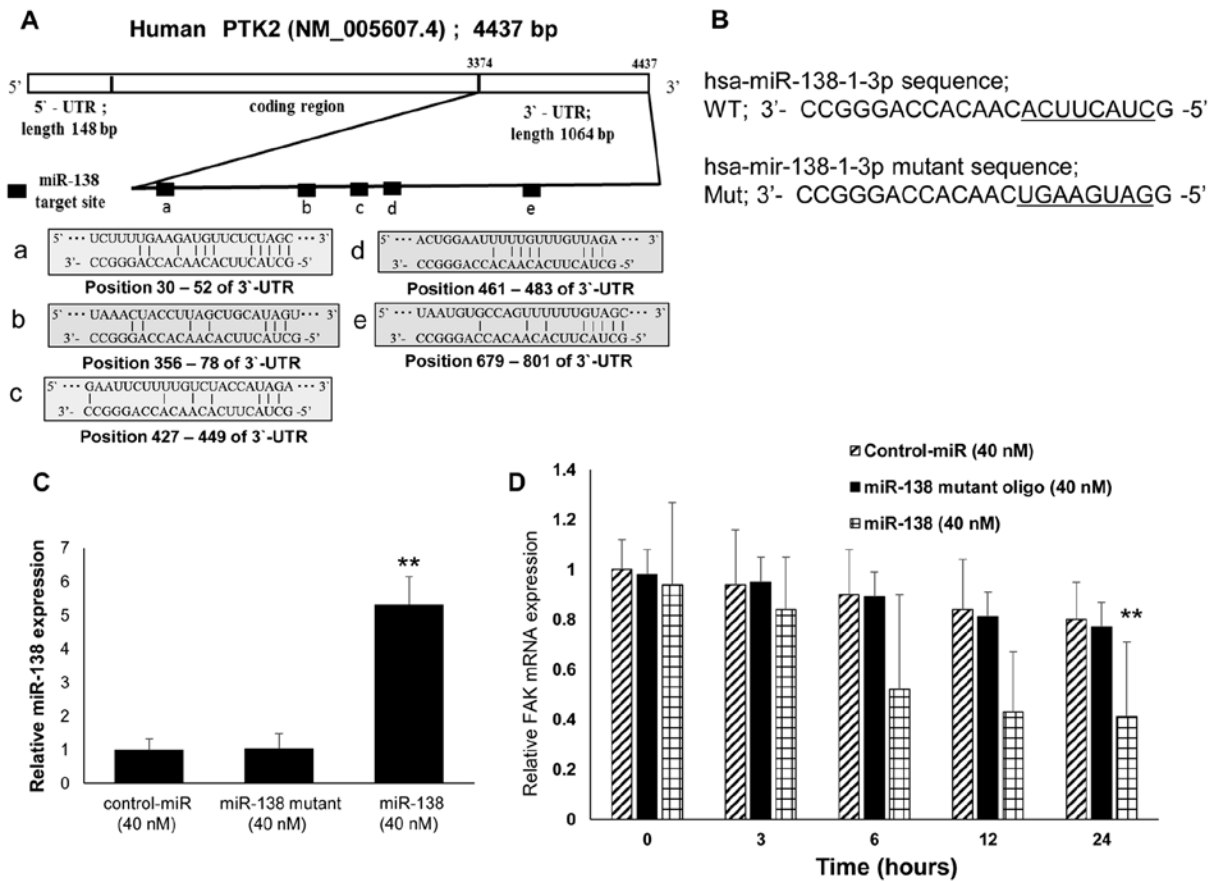 A
Human PTK2 (NM_005607.4) ; 4437 bp
3374
4437
5'
3'
5` - UTR ;
length 148 bp
coding region
3` - UTR;
length 1064 bp
miR-138
target site
a
b
c
d
e
a
5` ··· UCUUUUGAAGAUGUUCUCUAGC ··· 3`
3'- CCGGGACCACAACACUUCAUCG -5'
Position 30 – 52 of 3`-UTR
b
5` ··· UAAACUACCUUAGCUGCAUAGU ··· 3`
3'- CCGGGACCACAACACUUCAUCG -5'
Position 356 – 78 of 3`-UTR
c
5` ··· GAAUUCUUUUGUCUACCAUAGA ··· 3`
3'- CCGGGACCACAACACUUCAUCG -5'
Position 427 – 449 of 3`-UTR
d
5` ··· ACUGGAAUUUUUGUUUGUUAGA ··· 3`
3'- CCGGGACCACAACACUUCAUCG -5'
Position 461 – 483 of 3`-UTR
e
5` ··· UAAUGUGCCAGUUUUUUGUAGC ··· 3`
3'- CCGGGACCACAACACUUCAUCG -5'
Position 679 – 801 of 3`-UTR
B
hsa-miR-138-1-3p sequence;
WT; 3'- CCGGGACCACAACACUUCAUCG -5'
hsa-mir-138-1-3p mutant sequence;
Mut; 3'- CCGGGACCACAACUGAAGUAGG -5'
C
Relative miR-138 expression
7
6
5
4
3
2
1
0
**
control-miR
(40 nM)
miR-138 mutant
(40 nM)
miR-138
(40 nM)
D
Control-miR (40 nM)
miR-138 mutant oligo (40 nM)
miR-138 (40 nM)
Relative FAK mRNA expression
1.4
1.2
1
0.8
0.6
0.4
0.2
0
**
0 3 6 12 24
Time (hours)